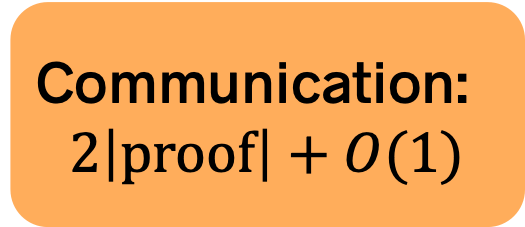 Communication:
2|proof| + O(1)